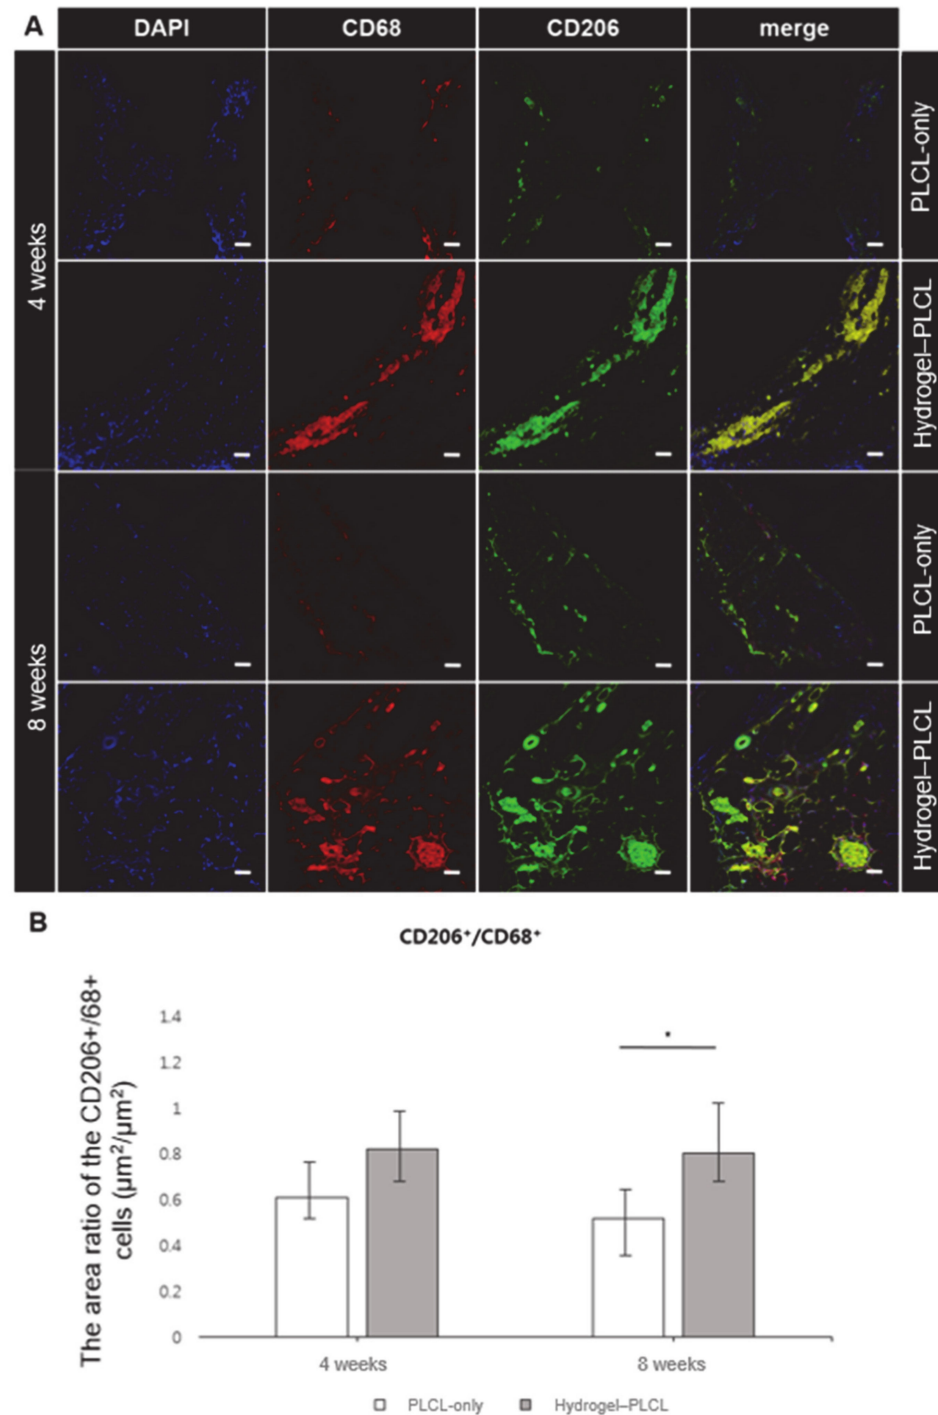 A
DAPI CD68 CD206 merge
4 weeks
PLCL-only
Hydrogel–PLCL
8 weeks
PLCL-only
Hydrogel–PLCL
B
CD206⁺/CD68⁺
The area ratio of the CD206+/68+
cells (µm²/µm²)
1.4
1.2
1
0.8
0.6
0.4
0.2
0
4 weeks 8 weeks
PLCL-only Hydrogel–PLCL